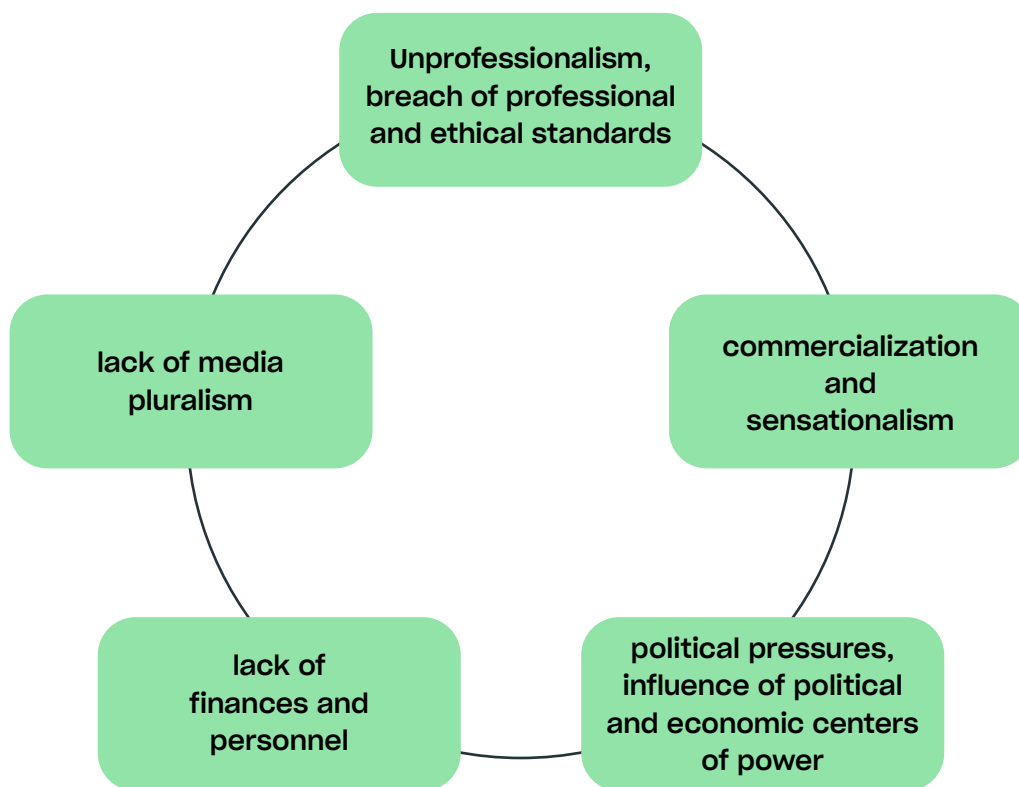 Unprofessionalism,
breach of professional
and ethical standards
commercialization
and
sensationalism
political pressures,
influence of political
and economic centers
of power
lack of
finances and
personnel
lack of media
pluralism